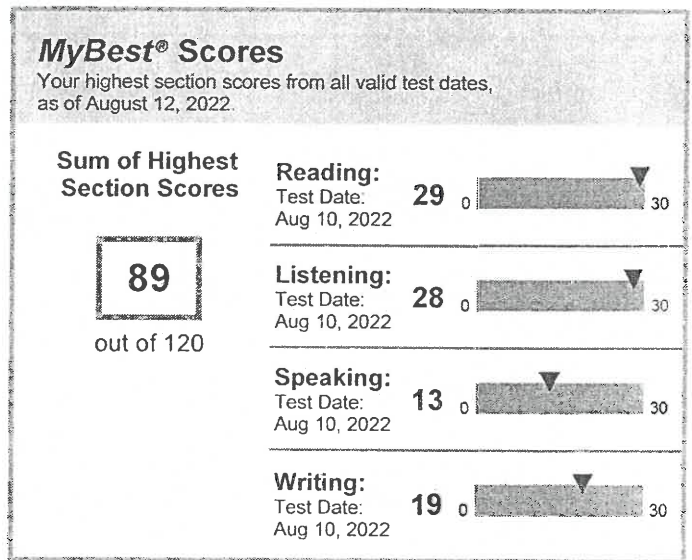 MyBest® Scores
Your highest section scores from all valid test dates,
as of August 12, 2022.
Sum of Highest
Section Scores
89
out of 120
Reading:
Test Date:
Aug 10, 2022
29
0
30
Listening:
Test Date:
Aug 10, 2022
28
0
30
Speaking:
Test Date:
Aug 10, 2022
13
0
30
Writing:
Test Date:
Aug 10, 2022
19
0
30